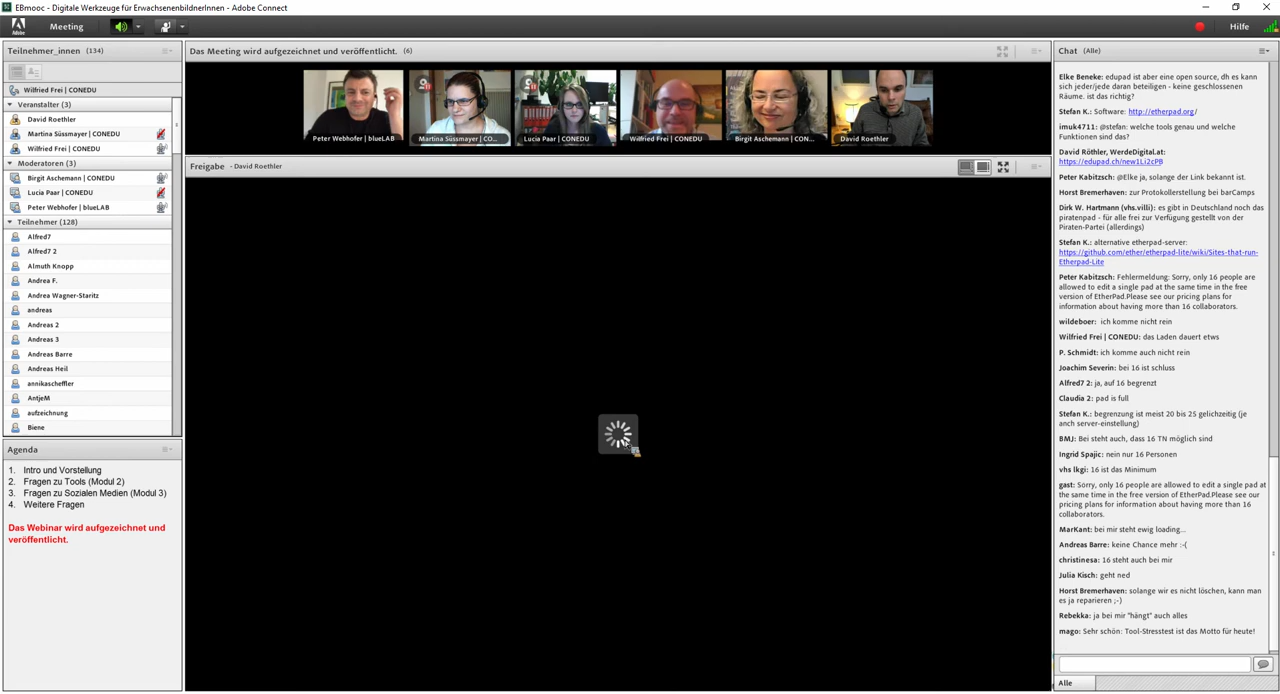 EBmooc - Digitale Werkzeuge für ErwachsenenbildnerInnen - Adobe Connect
Adobe
Meeting
Hilfe
Teilnehmer_innen (134)
Wilfried Frei | CONEDU
Veranstalter (3)
David Roethler
Martina Süssmayer | CONEDU
Wilfried Frei | CONEDU
Moderatoren (3)
Birgit Aschemann | CONEDU
Lucia Paar | CONEDU
Peter Webhofer | blueLAB
Teilnehmer (128)
Alfred7
Alfred7 2
Almuth Knopp
Andrea F.
Andrea Wagner-Staritz
andreas
Andreas 2
Andreas 3
Andreas Barre
Andreas Heil
annikascheffler
AntjeM
aufzeichnung
Biene
Agenda
1. Intro und Vorstellung
2. Fragen zu Tools (Modul 2)
3. Fragen zu Sozialen Medien (Modul 3)
4. Weitere Fragen
Das Webinar wird aufgezeichnet und
veröffentlicht.
Das Meeting wird aufgezeichnet und veröffentlicht. (6)
Peter Webhofer | blueLAB
Martina Süssmayer | CO...
Lucia Paar | CONEDU
Wilfried Frei | CONEDU
Birgit Aschemann | CONEDU
David Roethler
Freigabe - David Roethler
Chat (Alle)
Elke Beneke: edupad ist aber eine open source, dh es kann
sich jeder/jede daran beteiligen - keine geschlossenen
Räume. ist das richtig?
Stefan K.: Software: http://etherpad.org/
imuk4711: @stefan: welche tools genau und welche
Funktionen sind das?
David Röthler, WerdeDigital.at:
https://edupad.ch/new1Li2cPB
Peter Kabitzsch: @Elke ja, solange der Link bekannt ist.
Horst Bremerhaven: zur Protokollerstellung bei barCamps
Dirk W. Hartmann (vhs.villi): es gibt in Deutschland noch das
piratenpad - für alle frei zur Verfügung gestellt von der
Piraten-Partei (allerdings)
Stefan K.: alternative etherpad-server:
https://github.com/ether/etherpad-lite/wiki/Sites-that-run-
Etherpad-Lite
Peter Kabitzsch: Fehlermeldung: Sorry, only 16 people are
allowed to edit a single pad at the same time in the free
version of EtherPad.Please see our pricing plans for
information about having more than 16 collaborators.
wildeboer: ich komme nicht rein
Wilfried Frei | CONEDU: das Laden dauert etws
P. Schmidt: ich komme auch nicht rein
Joachim Severin: bei 16 ist schluss
Alfred7 2: ja, auf 16 begrenzt
Claudia 2: pad is full
Stefan K.: begrenzung ist meist 20 bis 25 gelichzeitig (je
anch server-einstellung)
BMJ: Bei steht auch, dass 16 TN möglich sind
Ingrid Spajic: nein nur 16 Personen
vhs lkgi: 16 ist das Minimum
gast: Sorry, only 16 people are allowed to edit a single pad at
the same time in the free version of EtherPad.Please see our
pricing plans for information about having more than 16
collaborators.
MarKant: bei mir steht ewig loading...
Andreas Barre: keine Chance mehr :-(
christinesa: 16 steht auch bei mir
Julia Kisch: geht ned
Horst Bremerhaven: solange wir es nicht löschen, kann man
es ja reparieren ;-)
Rebekka: ja bei mir "hängt" auch alles
mago: Sehr schön: Tool-Stresstest ist das Motto für heute!
Alle